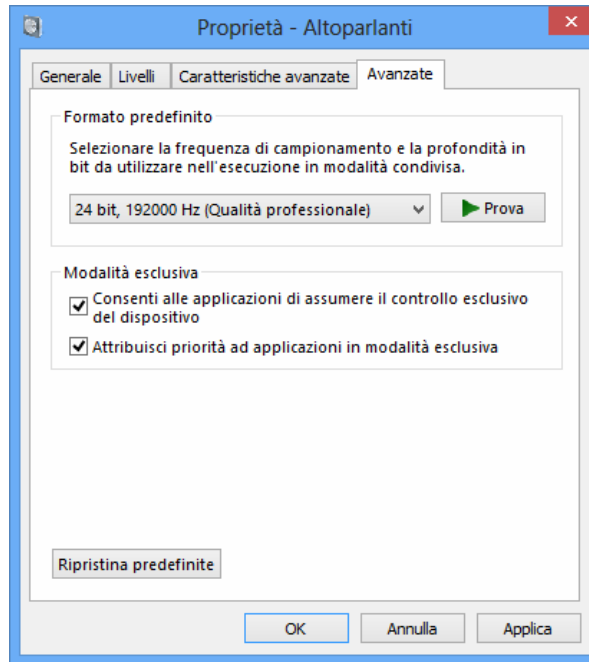 Proprietà - Altoparlanti
Generale Livelli Caratteristiche avanzate Avanzate
Formato predefinito
Selezionare la frequenza di campionamento e la profondità in
bit da utilizzare nell'esecuzione in modalità condivisa.
24 bit, 192000 Hz (Qualità professionale) Prova
Modalità esclusiva
Consenti alle applicazioni di assumere il controllo esclusivo
del dispositivo
Attribuisci priorità ad applicazioni in modalità esclusiva
Ripristina predefinite
OK Annulla Applica